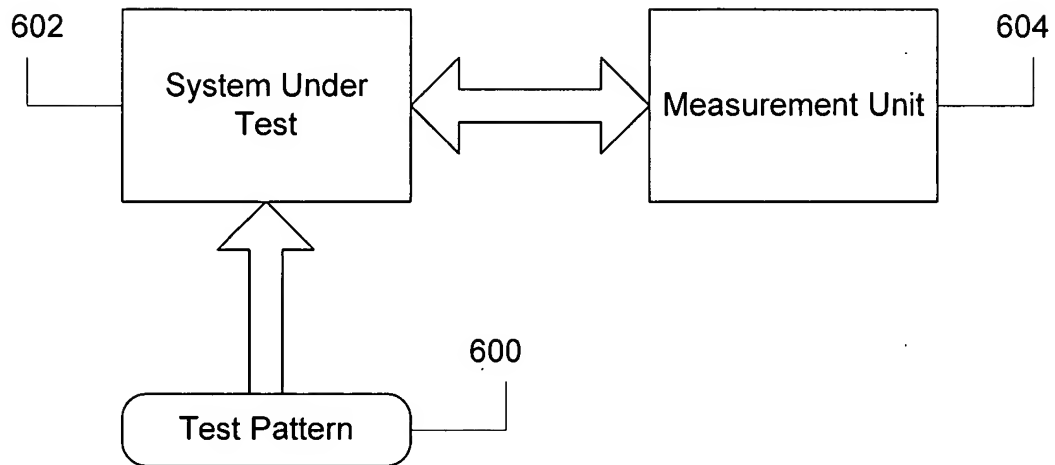 602
System Under
Test
Measurement Unit
604
600
Test Pattern